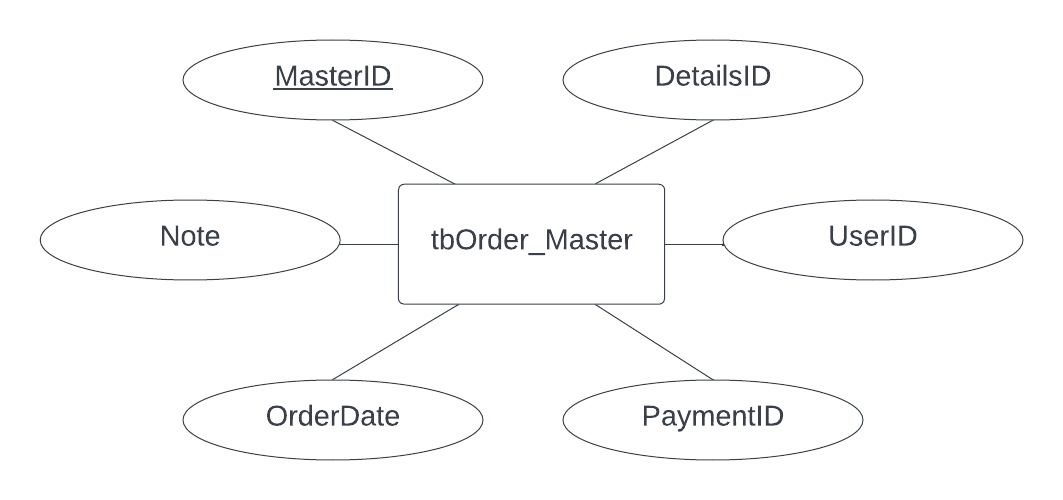 MasterID
DetailsID
Note
tbOrder_Master
UserID
OrderDate
PaymentID